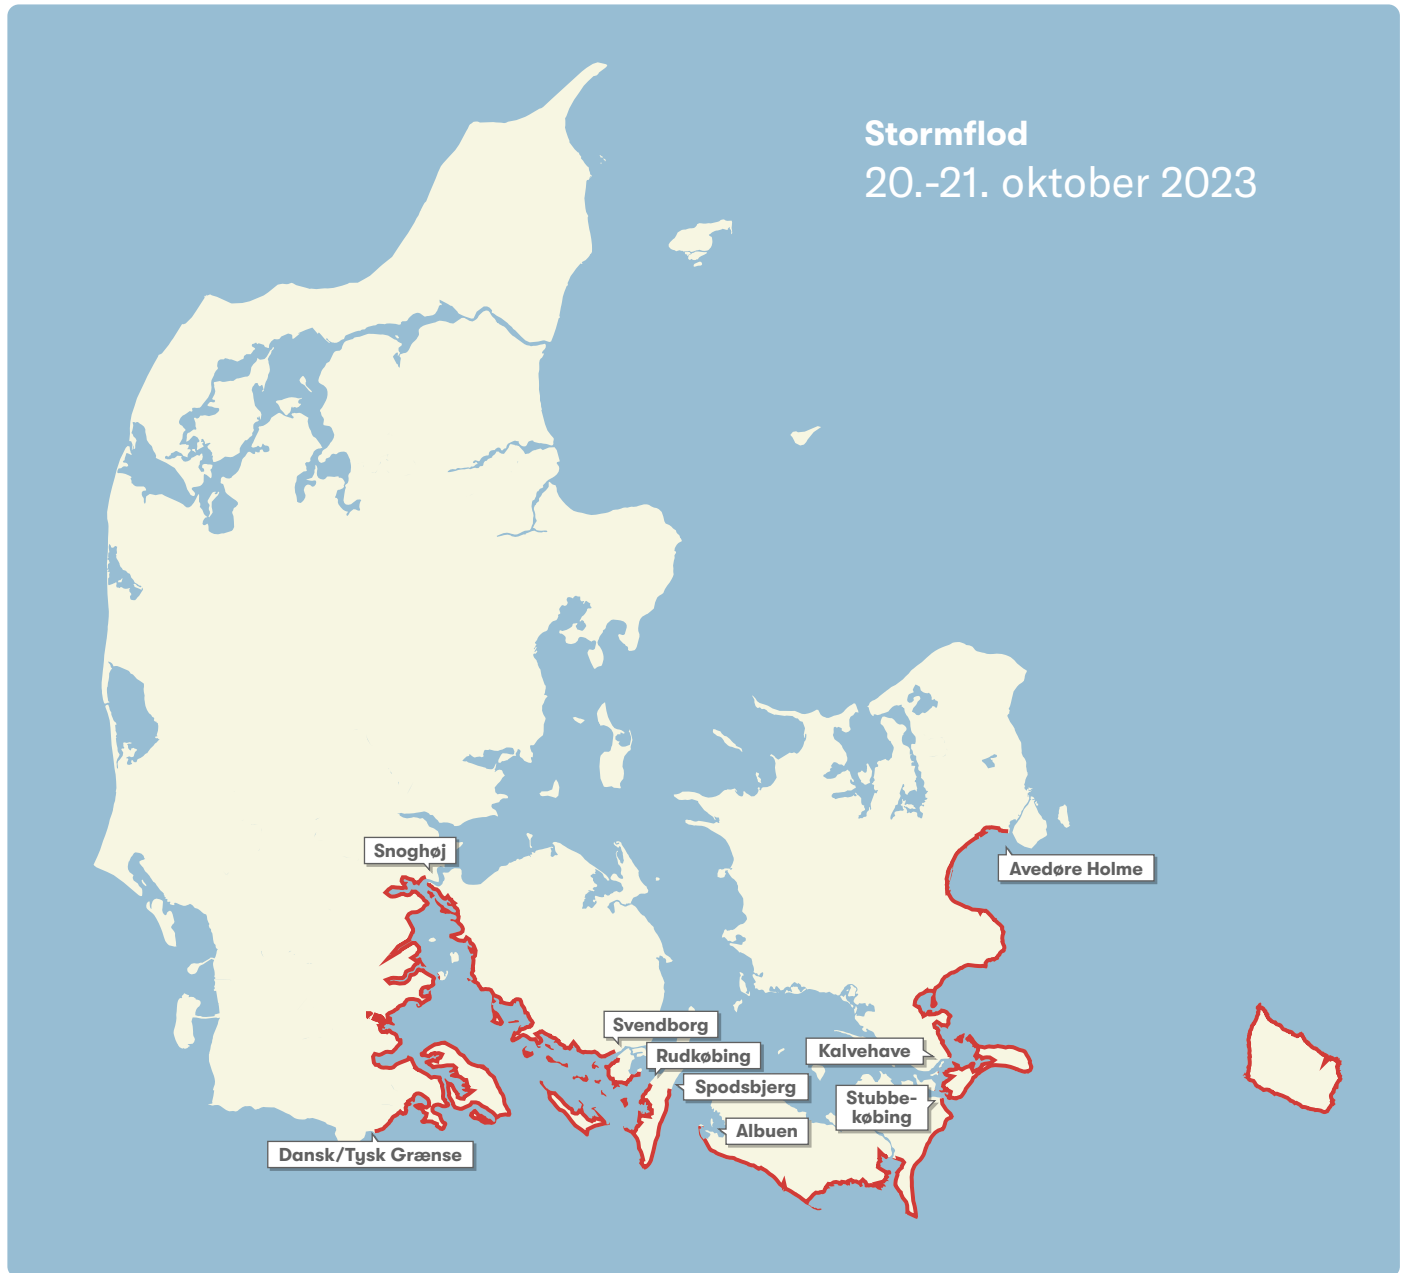 Stormflod
20.-21. oktober 2023
Snoghøj
Avedøre Holme
Svendborg
Rudkøbing
Kalvehave
Spodsbjerg
Stubbe-
købing
Albuen
Dansk/Tysk Grænse